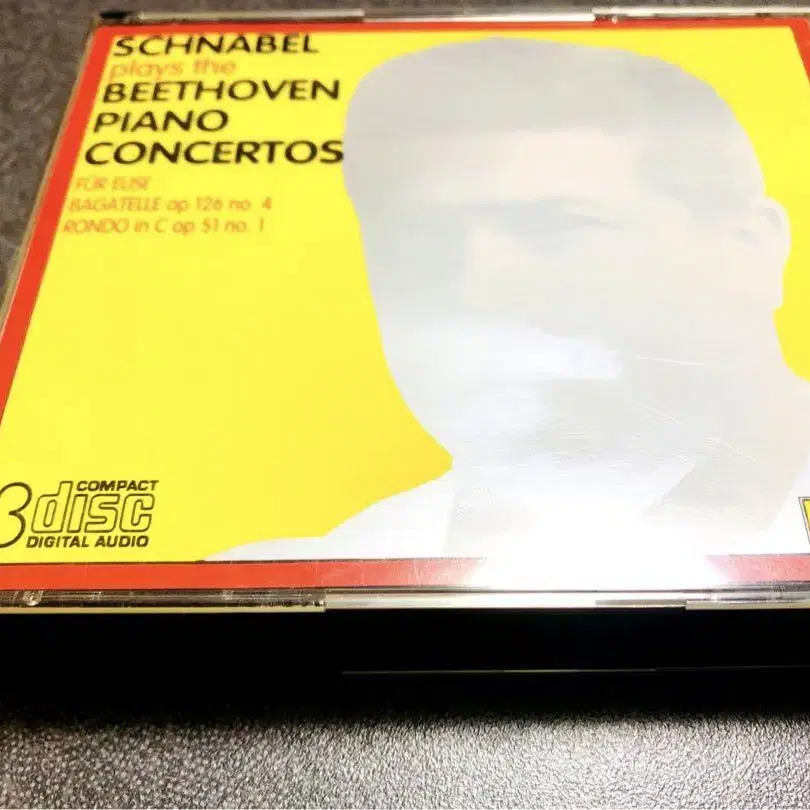 SCHNABEL
plays the
BEETHOVEN
PIANO
CONCERTOS
FÜR ELISE
BAGATELLE op 126 no. 4
RONDO in C op 51 no. 1
3
COMPACT
disc
DIGITAL AUDIO